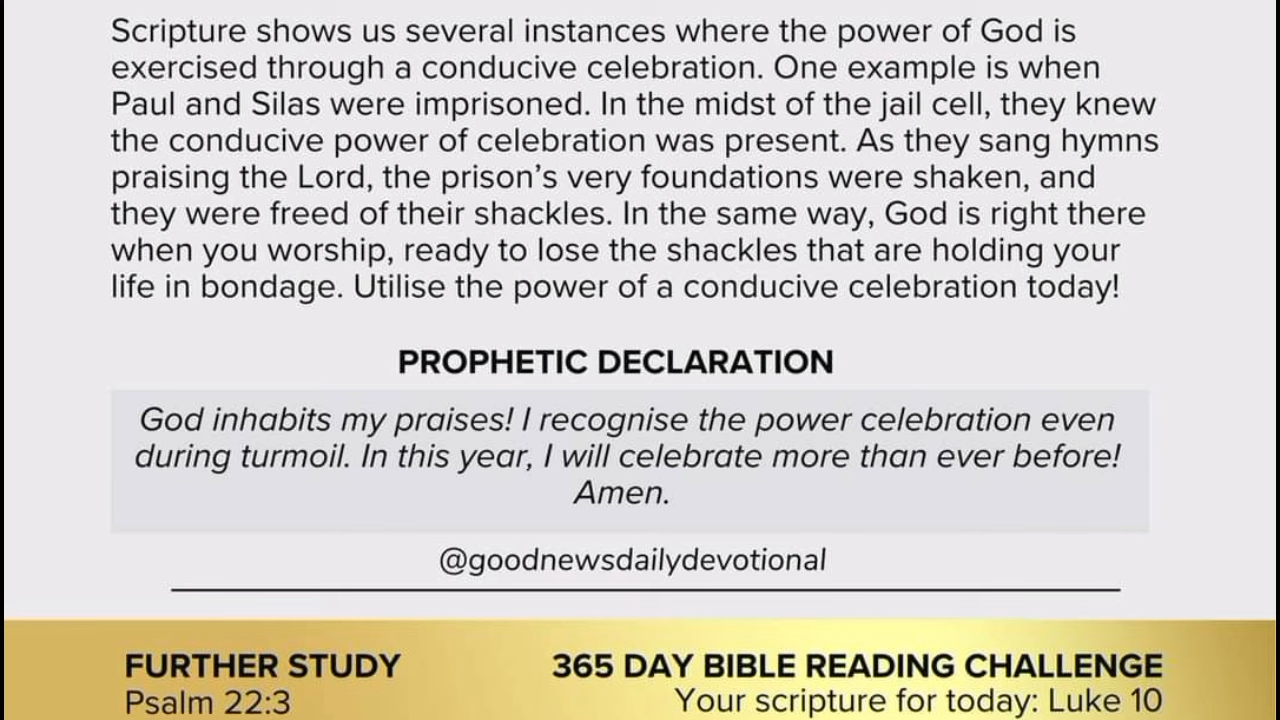 Scripture shows us several instances where the power of God is
exercised through a conducive celebration. One example is when
Paul and Silas were imprisoned. In the midst of the jail cell, they knew
the conducive power of celebration was present. As they sang hymns
praising the Lord, the prison’s very foundations were shaken, and
they were freed of their shackles. In the same way, God is right there
when you worship, ready to lose the shackles that are holding your
life in bondage. Utilise the power of a conducive celebration today!
PROPHETIC DECLARATION
God inhabits my praises! I recognise the power celebration even
during turmoil. In this year, I will celebrate more than ever before!
Amen.
@goodnewsdailydevotional
FURTHER STUDY
Psalm 22:3
365 DAY BIBLE READING CHALLENGE
Your scripture for today: Luke 10